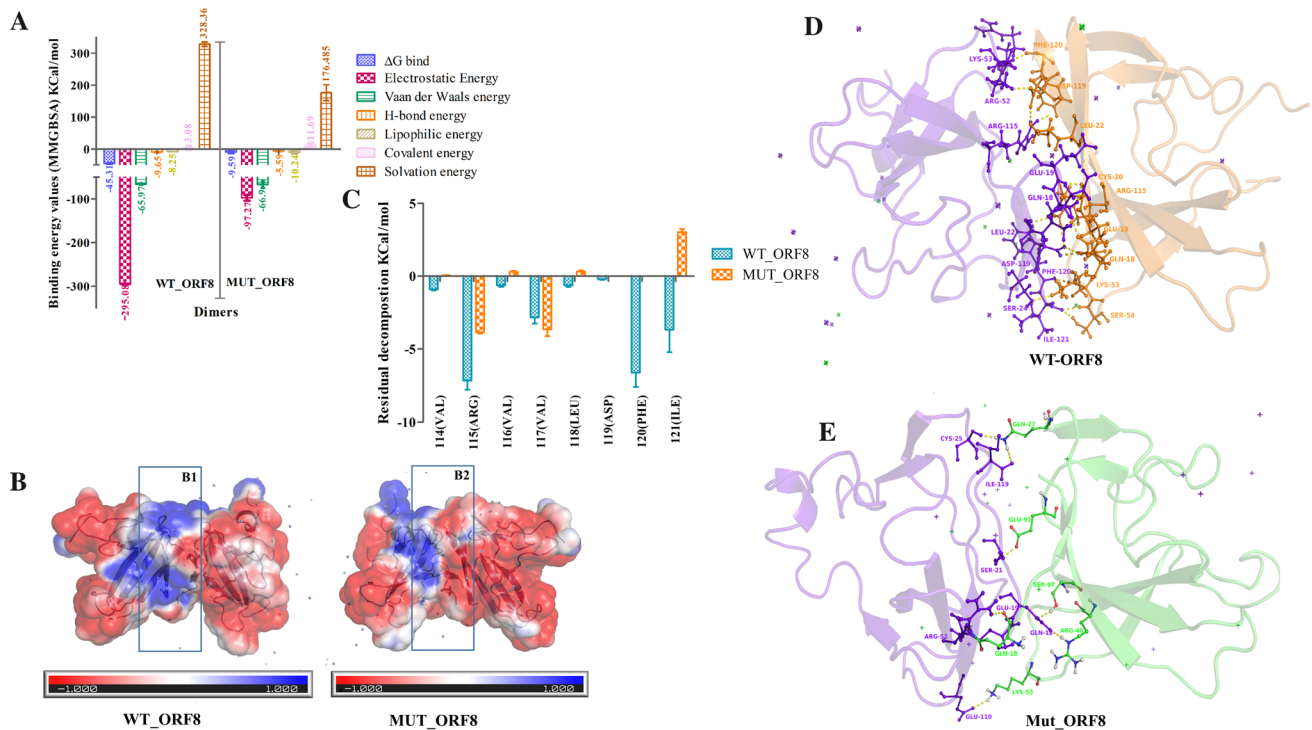 A
Binding energy values (MMGBSA) KCal/mol
300
200
100
0
-100
-200
-300
-45.31
-295.08
-65.97
-9.65
-8.25
3.08
328.36
-9.59
-97.27
-66.9
-5.59
-10.24
11.69
176.485
WT_ORF8
MUT_ORF8
Dimers
ΔG bind
Electrostatic Energy
Vaan der Waals energy
H-bond energy
Lipophilic energy
Covalent energy
Solvation energy
C
Residual decompostion KCal/mol
5
0
-5
-10
114(VAL)
115(ARG)
116(VAL)
117(VAL)
118(LEU)
119(ASP)
120(PHE)
121(ILE)
WT_ORF8
MUT_ORF8
B
B1
B2
-1.000
1.000
-1.000
1.000
WT_ORF8
MUT_ORF8
D
PHE-120
LYS-53
ASP-119
ARG-52
ARG-115
LEU-22
GLU-19
CYS-20
ARG-115
GLN-18
LEU-22
GLU-19
ASP-119
GLN-18
PHE-120
LYS-53
SER-24
SER-54
ILE-121
WT-ORF8
E
GLN-27
CYS-25
ILE-119
GLU-92
SER-21
SER-97
GLU-19
ARG-52
GLN-18
ARG-48
GLN-18
LYS-53
GLU-110
Mut_ORF8